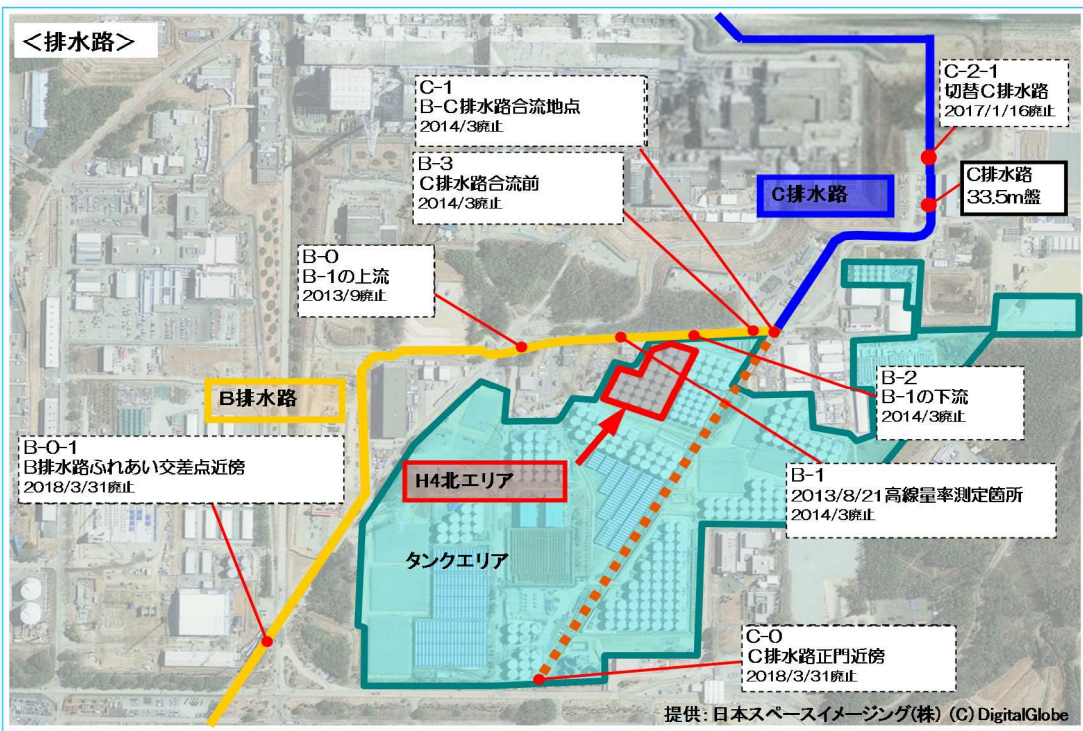 <排水路>
C-1
B-C排水路合流地点
2014/3廃止
B-3
C排水路合流前
2014/3廃止
C-2-1
切替C排水路
2017/1/16廃止
C排水路
33.5m盤
C排水路
B-0
B-1の上流
2013/9廃止
B排水路
B-2
B-1の下流
2014/3廃止
B-0-1
B排水路ふれあい交差点近傍
2018/3/31廃止
H4北エリア
B-1
2013/8/21高線量率測定箇所
2014/3廃止
タンクエリア
C-0
C排水路正門近傍
2018/3/31廃止
提供:日本スペースイメージング(株) (C)DigitalGlobe